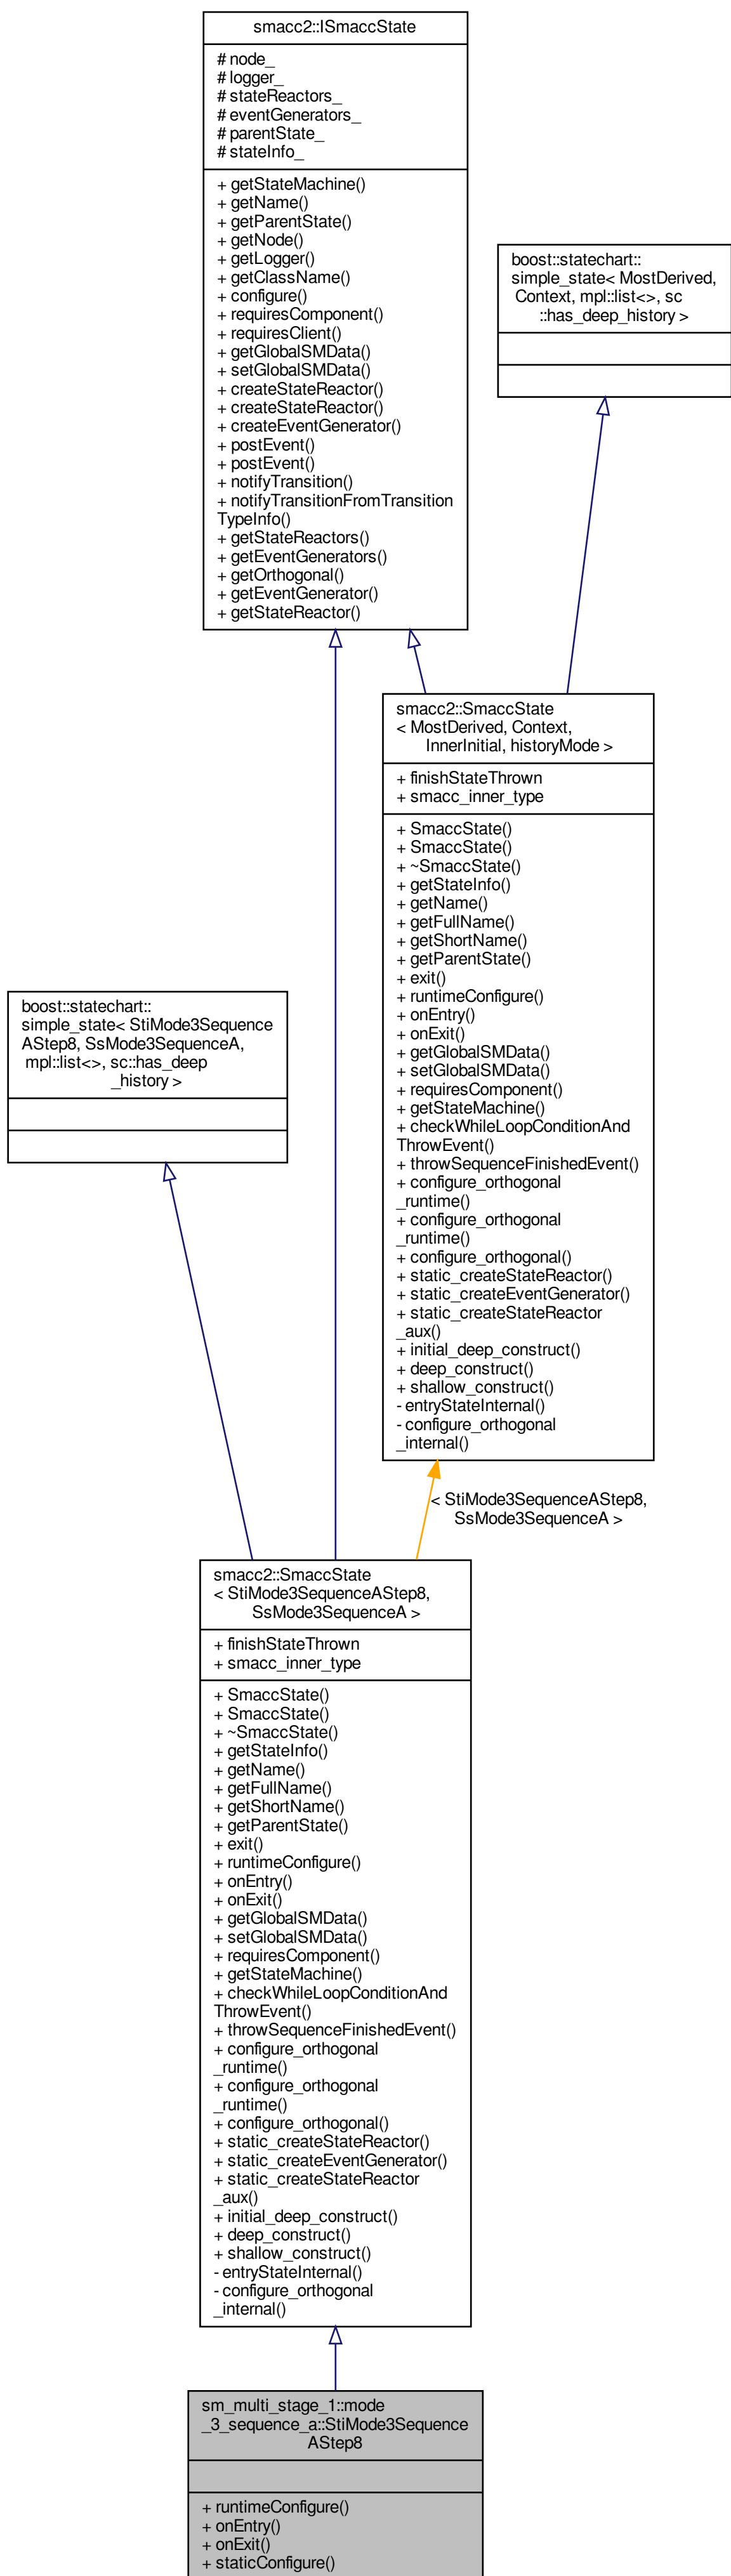 smacc2::ISmaccState
# node_
# logger_
# stateReactors_
# eventGenerators_
# parentState_
# stateInfo_
+ getStateMachine()
+ getName()
+ getParentState()
+ getNode()
+ getLogger()
+ getClassName()
+ configure()
+ requiresComponent()
+ requiresClient()
+ getGlobalSMData()
+ setGlobalSMData()
+ createStateReactor()
+ createStateReactor()
+ createEventGenerator()
+ postEvent()
+ postEvent()
+ notifyTransition()
+ notifyTransitionFromTransition
TypeInfo()
+ getStateReactors()
+ getEventGenerators()
+ getOrthogonal()
+ getEventGenerator()
+ getStateReactor()
boost::statechart::
simple_state< MostDerived,
Context, mpl::list<>, sc
::has_deep_history >
smacc2::SmaccState
< MostDerived, Context,
InnerInitial, historyMode >
+ finishStateThrown
+ smacc_inner_type
+ SmaccState()
+ SmaccState()
+ ~SmaccState()
+ getStateInfo()
+ getName()
+ getFullName()
+ getShortName()
+ getParentState()
+ exit()
+ runtimeConfigure()
+ onEntry()
+ onExit()
+ getGlobalSMData()
+ setGlobalSMData()
+ requiresComponent()
+ getStateMachine()
+ checkWhileLoopConditionAnd
ThrowEvent()
+ throwSequenceFinishedEvent()
+ configure_orthogonal
_runtime()
+ configure_orthogonal
_runtime()
+ configure_orthogonal()
+ static_createStateReactor()
+ static_createEventGenerator()
+ static_createStateReactor
_aux()
+ initial_deep_construct()
+ deep_construct()
+ shallow_construct()
- entryStateInternal()
- configure_orthogonal
_internal()
boost::statechart::
simple_state< StiMode3Sequence
AStep8, SsMode3SequenceA,
mpl::list<>, sc::has_deep
_history >
< StiMode3SequenceAStep8,
SsMode3SequenceA >
smacc2::SmaccState
< StiMode3SequenceAStep8,
SsMode3SequenceA >
+ finishStateThrown
+ smacc_inner_type
+ SmaccState()
+ SmaccState()
+ ~SmaccState()
+ getStateInfo()
+ getName()
+ getFullName()
+ getShortName()
+ getParentState()
+ exit()
+ runtimeConfigure()
+ onEntry()
+ onExit()
+ getGlobalSMData()
+ setGlobalSMData()
+ requiresComponent()
+ getStateMachine()
+ checkWhileLoopConditionAnd
ThrowEvent()
+ throwSequenceFinishedEvent()
+ configure_orthogonal
_runtime()
+ configure_orthogonal
_runtime()
+ configure_orthogonal()
+ static_createStateReactor()
+ static_createEventGenerator()
+ static_createStateReactor
_aux()
+ initial_deep_construct()
+ deep_construct()
+ shallow_construct()
- entryStateInternal()
- configure_orthogonal
_internal()
sm_multi_stage_1::mode
_3_sequence_a::StiMode3Sequence
AStep8
+ runtimeConfigure()
+ onEntry()
+ onExit()
+ staticConfigure()